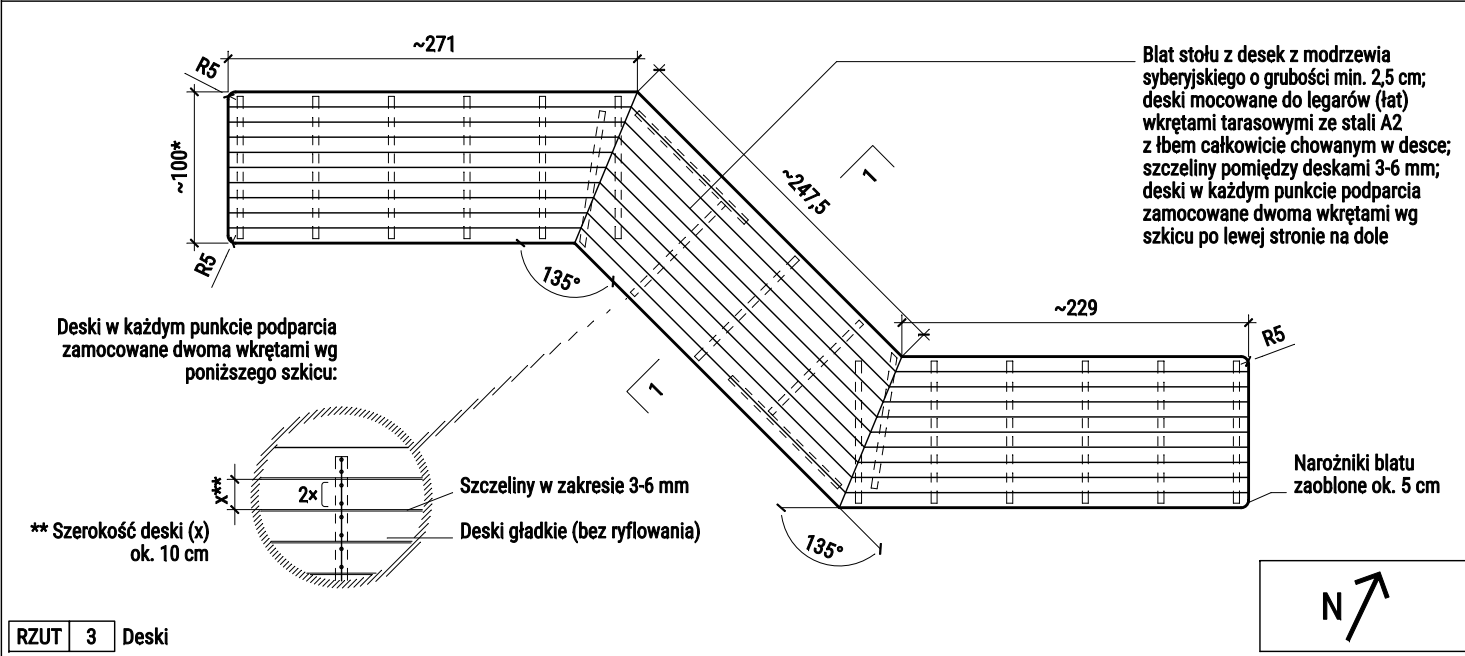 ~271
R5
~100*
R5
135°
~247,5
1
1
Blat stołu z desek z modrzewia
syberyjskiego o grubości min. 2,5 cm;
deski mocowane do legarów (łat)
wkrętami tarasowymi ze stali A2
z łbem całkowicie chowanym w desce;
szczeliny pomiędzy deskami 3-6 mm;
deski w każdym punkcie podparcia
zamocowane dwoma wkrętami wg
szkicu po lewej stronie na dole
~229
R5
Deski w każdym punkcie podparcia
zamocowane dwoma wkrętami wg
poniższego szkicu:
x**
2×
Szczeliny w zakresie 3-6 mm
Deski gładkie (bez ryflowania)
** Szerokość deski (x)
ok. 10 cm
135°
Narożniki blatu
zaoblone ok. 5 cm
N
RZUT 3 Deski